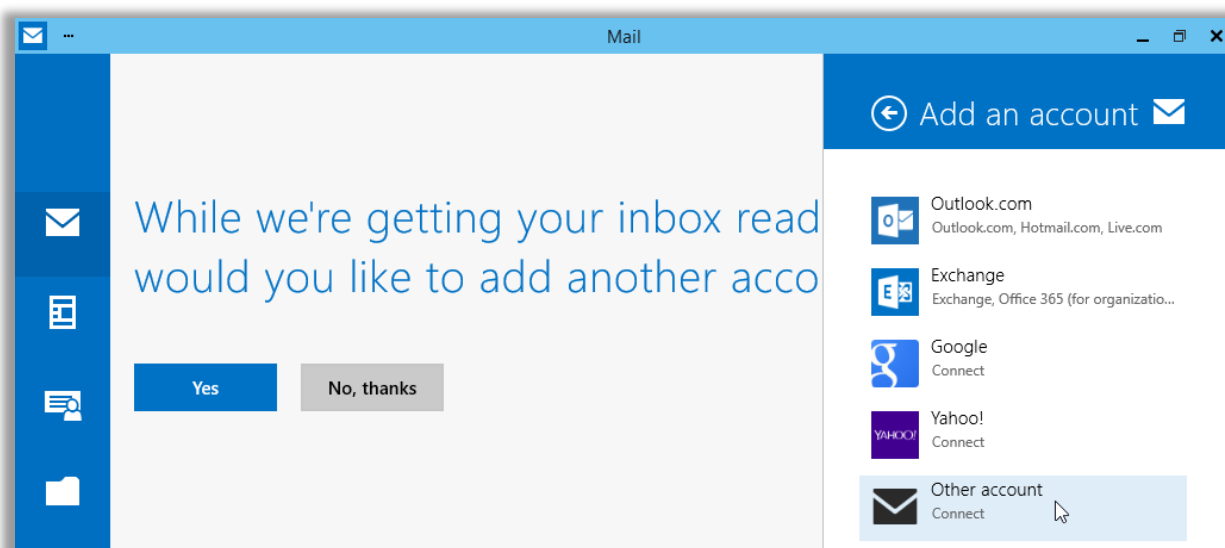 Mail
Add an account
While we're getting your inbox read
would you like to add another acco
Yes
No, thanks
Outlook.com
Outlook.com, Hotmail.com, Live.com
Exchange
Exchange, Office 365 (for organizatio...
Google
Connect
YAHOO!
Yahoo!
Connect
Other account
Connect